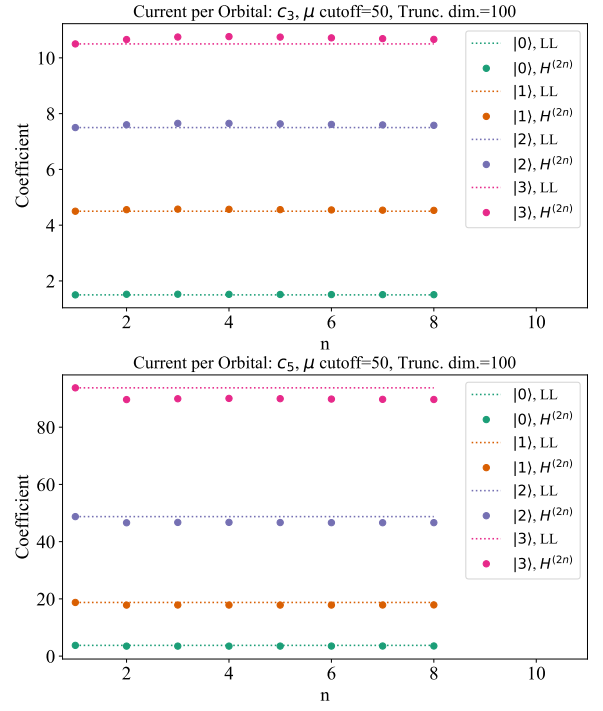 Current per Orbital: c₃, μ cutoff=50, Trunc. dim.=100
Coefficient
10
8
6
4
2
2
4
6
8
10
n
|0⟩, LL
|0⟩, H⁽²ⁿ⁾
|1⟩, LL
|1⟩, H⁽²ⁿ⁾
|2⟩, LL
|2⟩, H⁽²ⁿ⁾
|3⟩, LL
|3⟩, H⁽²ⁿ⁾
Current per Orbital: c₅, μ cutoff=50, Trunc. dim.=100
Coefficient
80
60
40
20
0
2
4
6
8
10
n
|0⟩, LL
|0⟩, H⁽²ⁿ⁾
|1⟩, LL
|1⟩, H⁽²ⁿ⁾
|2⟩, LL
|2⟩, H⁽²ⁿ⁾
|3⟩, LL
|3⟩, H⁽²ⁿ⁾